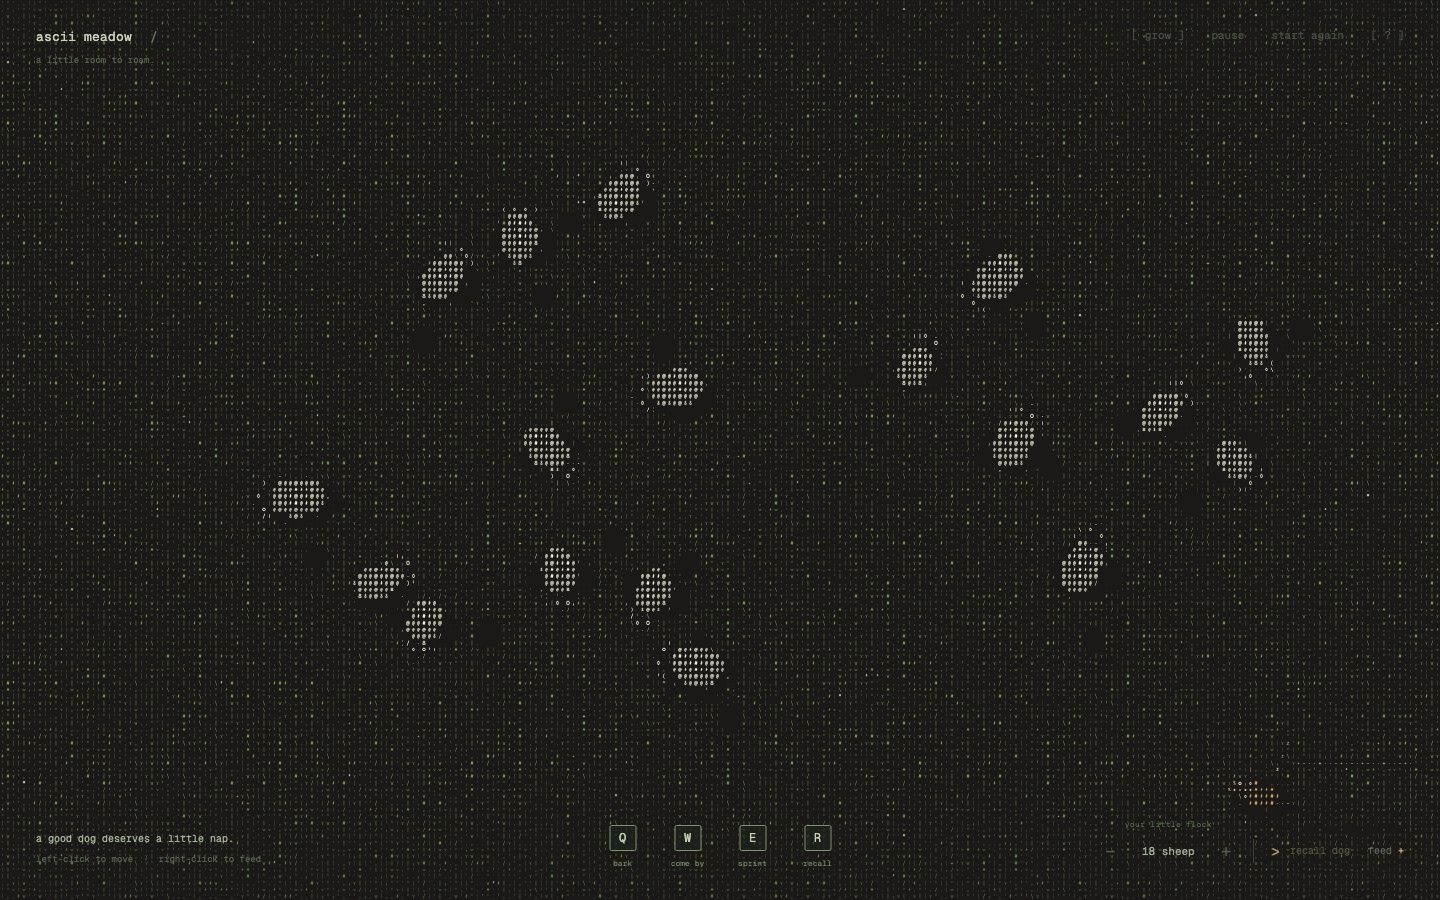 ascii meadow /
a little room to roam
[ grow ] pause start again [ ? ]
your little flock
a good dog deserves a little nap.
left-click to move · right-click to feed
Q W E R
bark come by sprint recall
− 18 sheep + > recall dog feed +